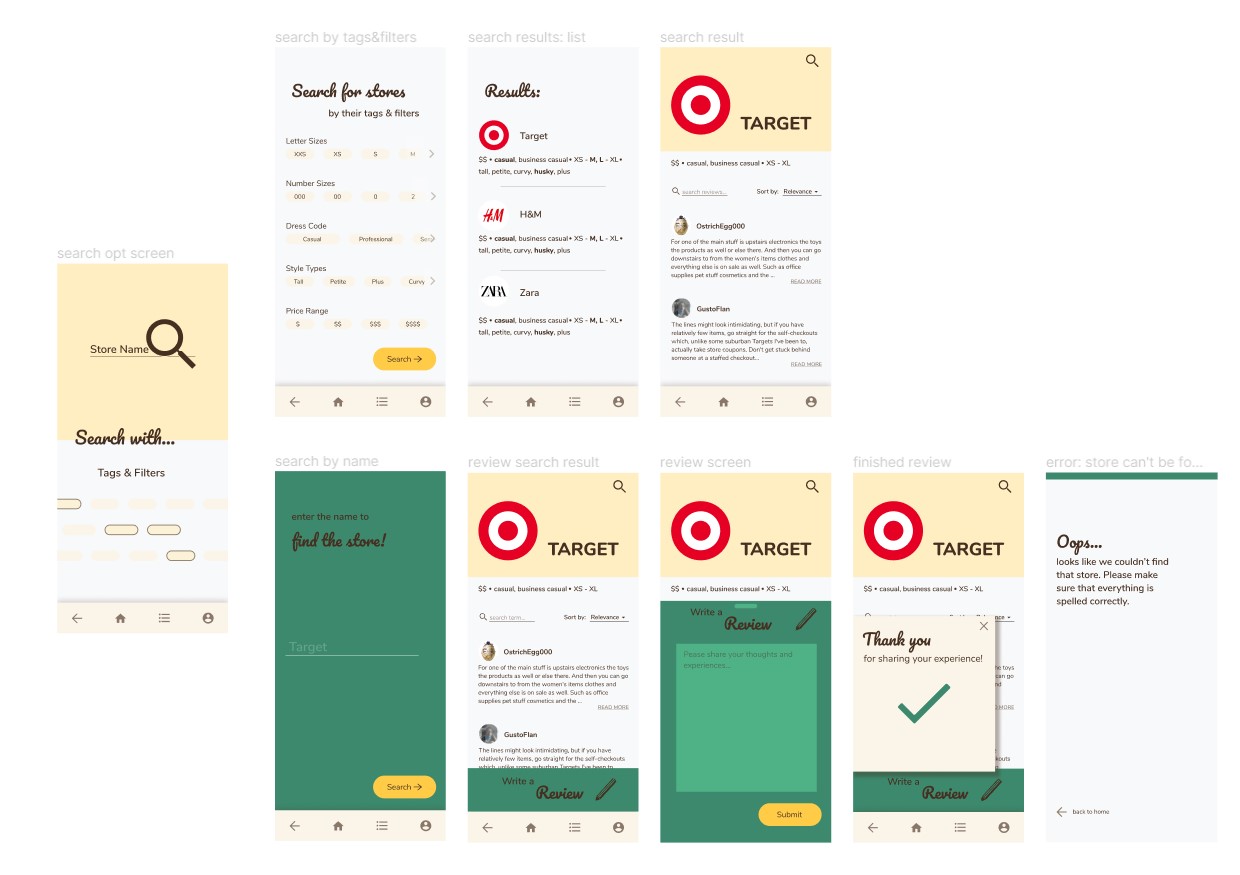 search by tags&filters
search results: list
search result
Search for stores
by their tags & filters
Letter Sizes
XXS XS S M
Number Sizes
000 00 0 2
Dress Code
Casual Professional
Style Types
Tall Petite Plus Curvy
Price Range
$ $$ $$$ $$$$
Search
Results:
Target
$$ • casual, business casual • XS - M, L - XL •
tall, petite, curvy, husky, plus
H&M
H&M
$$ • casual, business casual • XS - M, L - XL •
tall, petite, curvy, husky, plus
ZARA
Zara
$$ • casual, business casual • XS - M, L - XL •
tall, petite, curvy, husky, plus
TARGET
$$ • casual, business casual • XS - XL
search reviews... Sort by: Relevance
OstrichEgg000
For one of the main stuff is upstairs electronics the toys
the products as well or else there. And then you can go
downstairs to from the women's items clothes and
everything else is on sale as well. Such as office
supplies pet stuff cosmetics and the ...
READ MORE
GustoFlan
The lines might look intimidating, but if you have
relatively few items, go straight for the self-checkouts
which, unlike some suburban Targets I've been to,
actually take store coupons. Don't get stuck behind
someone at a staffed checkout...
READ MORE
search opt screen
Store Name
Search with...
Tags & Filters
search by name
enter the name to
find the store!
Target
Search
review search result
TARGET
$$ • casual, business casual • XS - XL
search term... Sort by: Relevance
OstrichEgg000
For one of the main stuff is upstairs electronics the toys
the products as well or else there. And then you can go
downstairs to from the women's items clothes and
everything else is on sale as well. Such as office
supplies pet stuff cosmetics and the ...
READ MORE
GustoFlan
The lines might look intimidating, but if you have
relatively few items, go straight for the self-checkouts
which, unlike some suburban Targets I've been to,
Write a
Review
review screen
TARGET
$$ • casual, business casual • XS - XL
Write a
Review
Pease share your thoughts and
experiences...
Submit
finished review
TARGET
$$ • casual, business casual • XS - XL
Thank you
for sharing your experience!
toys
can go
nd
MORE
kouts
Write a
Review
error: store can't be fo...
Oops...
looks like we couldn't find
that store. Please make
sure that everything is
spelled correctly.
back to home